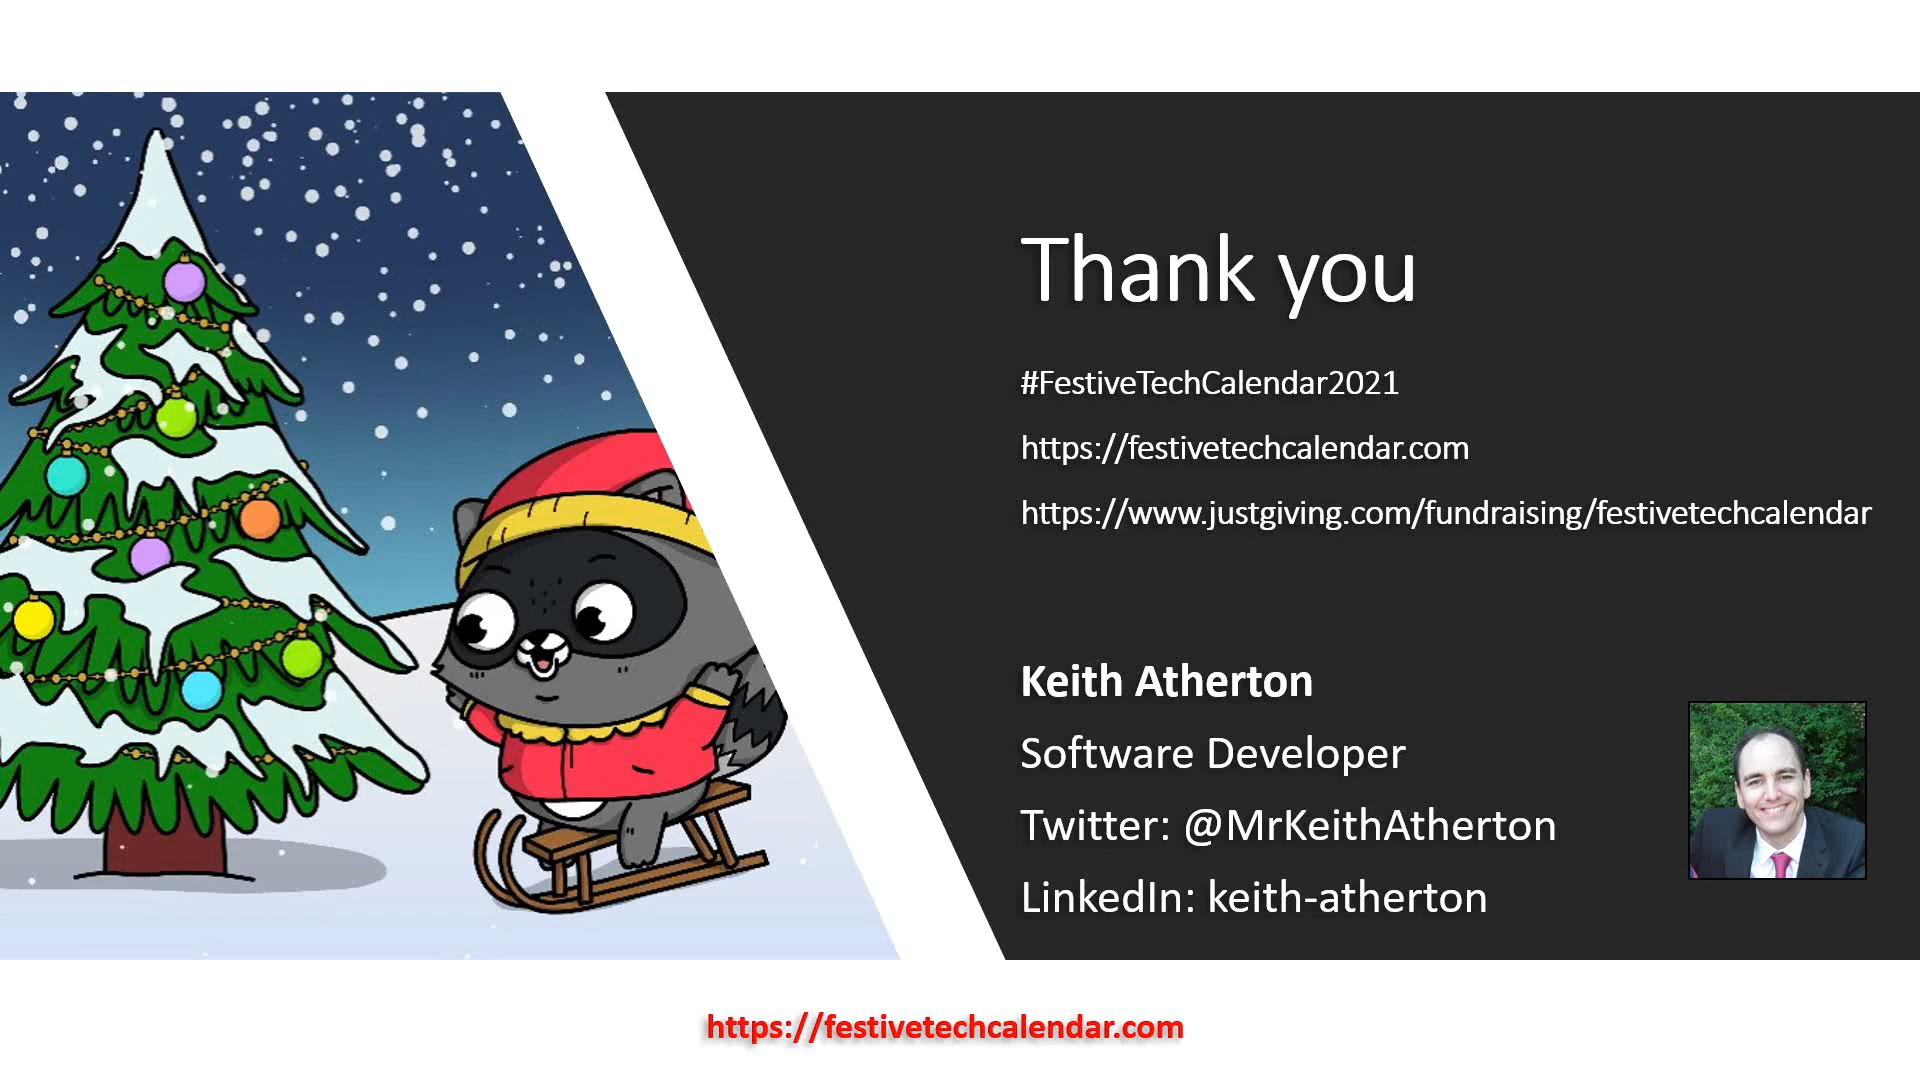 Thank you
#FestiveTechCalendar2021
https://festivetechcalendar.com
https://www.justgiving.com/fundraising/festivetechcalendar
Keith Atherton
Software Developer
Twitter: @MrKeithAtherton
LinkedIn: keith-atherton
https://festivetechcalendar.com